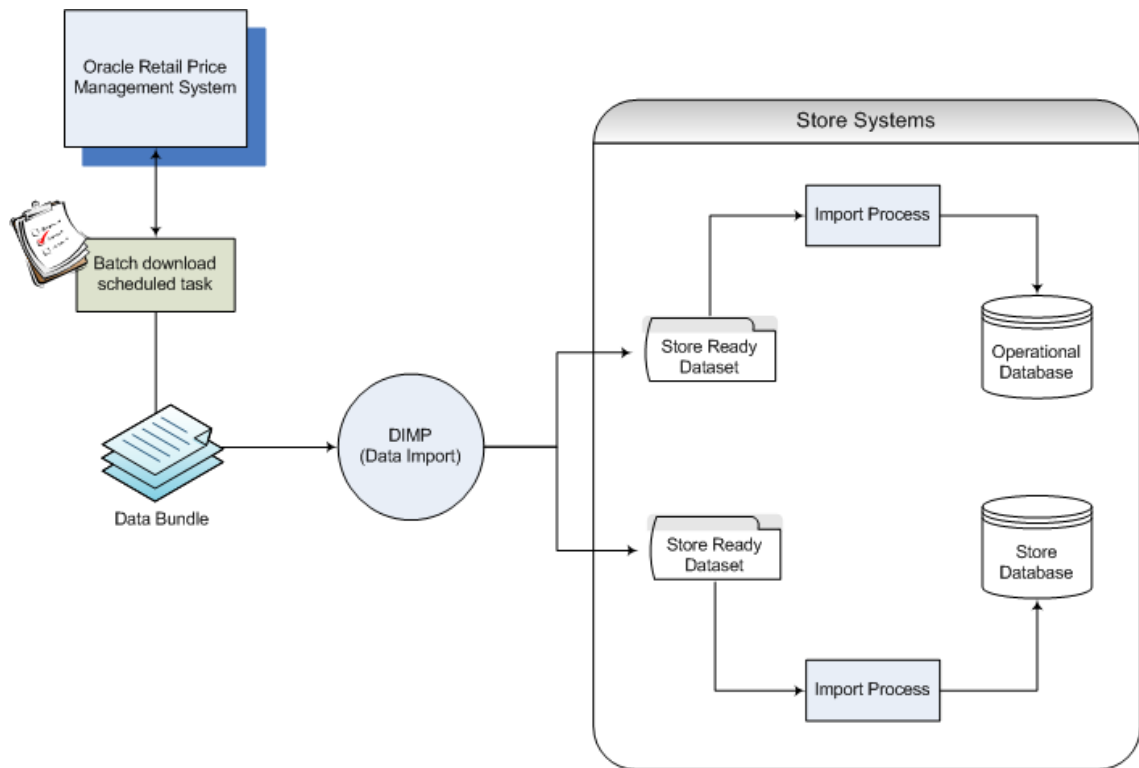 Oracle Retail Price
Management System
Batch download
scheduled task
Data Bundle
DIMP
(Data Import)
Store Systems
Import Process
Store Ready
Dataset
Operational
Database
Store Ready
Dataset
Store
Database
Import Process